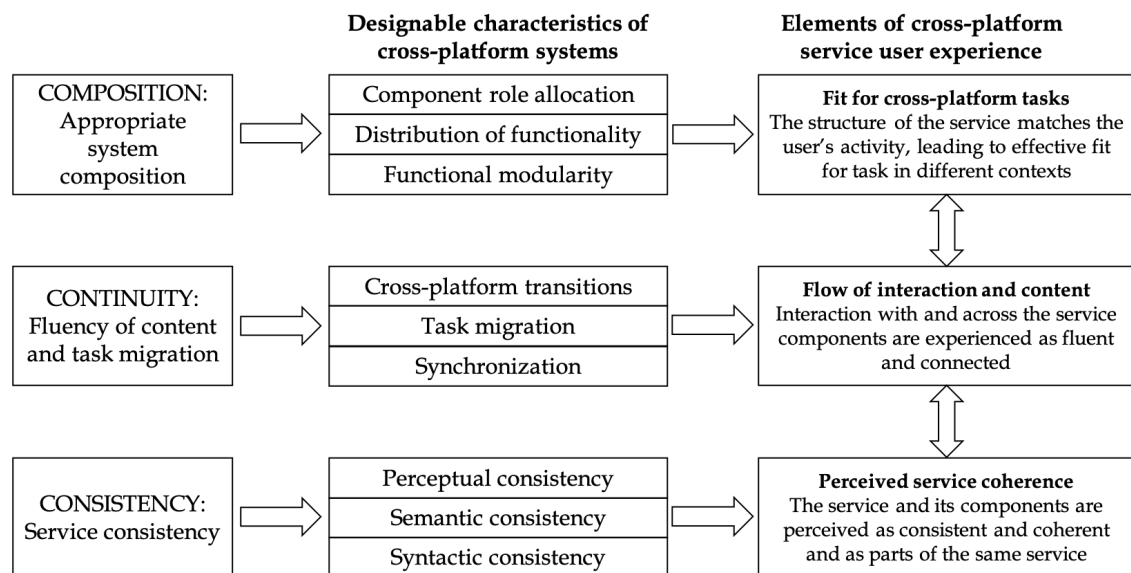 Designable characteristics of
cross-platform systems
Elements of cross-platform
service user experience
COMPOSITION:
Appropriate
system
composition
Component role allocation
Distribution of functionality
Functional modularity
Fit for cross-platform tasks
The structure of the service matches the
user’s activity, leading to effective fit
for task in different contexts
CONTINUITY:
Fluency of content
and task migration
Cross-platform transitions
Task migration
Synchronization
Flow of interaction and content
Interaction with and across the service
components are experienced as fluent
and connected
CONSISTENCY:
Service consistency
Perceptual consistency
Semantic consistency
Syntactic consistency
Perceived service coherence
The service and its components are
perceived as consistent and coherent
and as parts of the same service